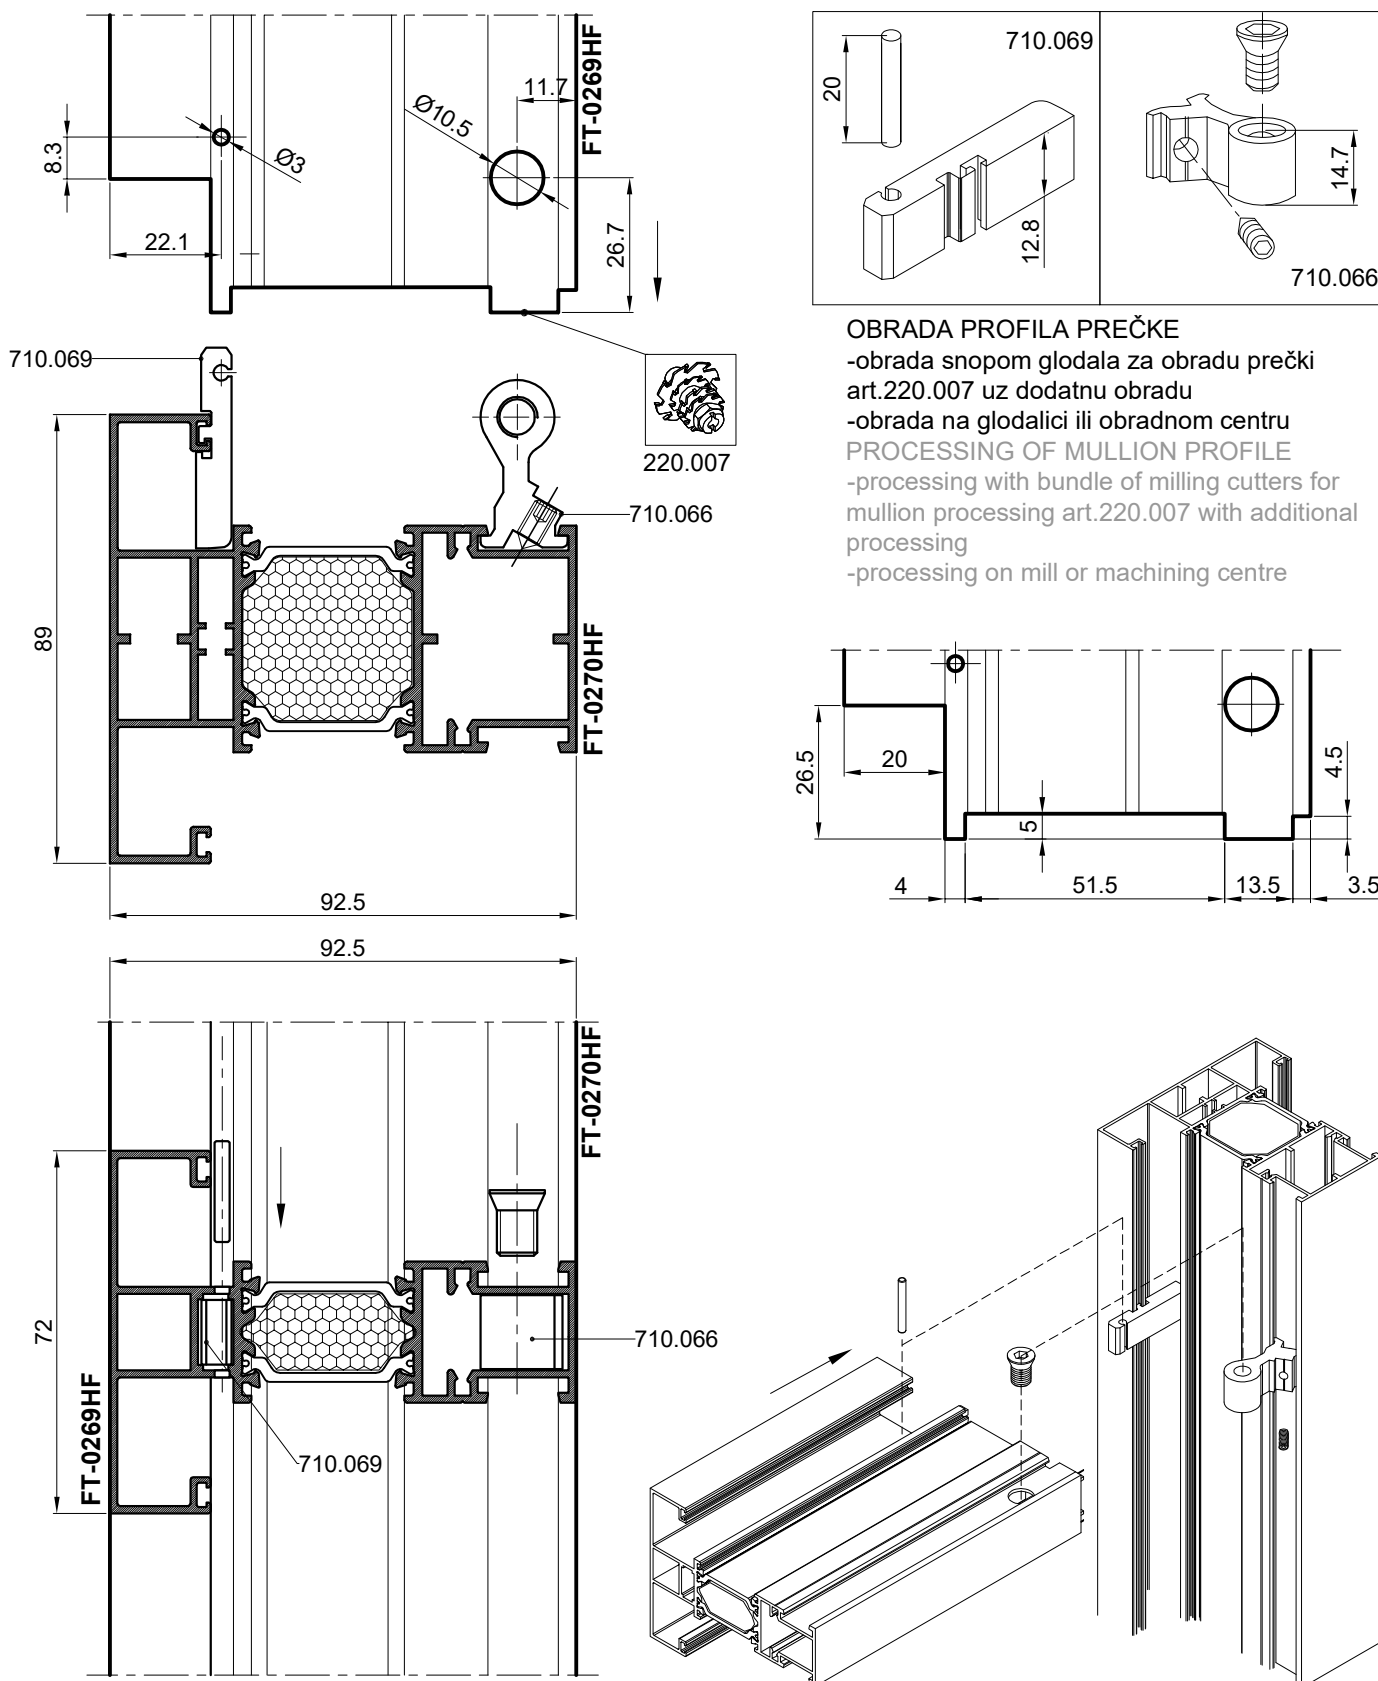 FT-0269HF
11.7
Ø10.5
Ø3
8.3
22.1
26.7
710.069
20
12.8
14.7
710.066
OBRADA PROFILA PREČKE
-obrada snopom glodala za obradu prečki
art.220.007 uz dodatnu obradu
-obrada na glodalici ili obradnom centru
PROCESSING OF MULLION PROFILE
-processing with bundle of milling cutters for
mullion processing art.220.007 with additional
processing
-processing on mill or machining centre
710.069
220.007
710.066
89
FT-0270HF
92.5
26.5
20
5
4.5
4
51.5
13.5
3.5
92.5
FT-0270HF
72
FT-0269HF
710.066
710.069